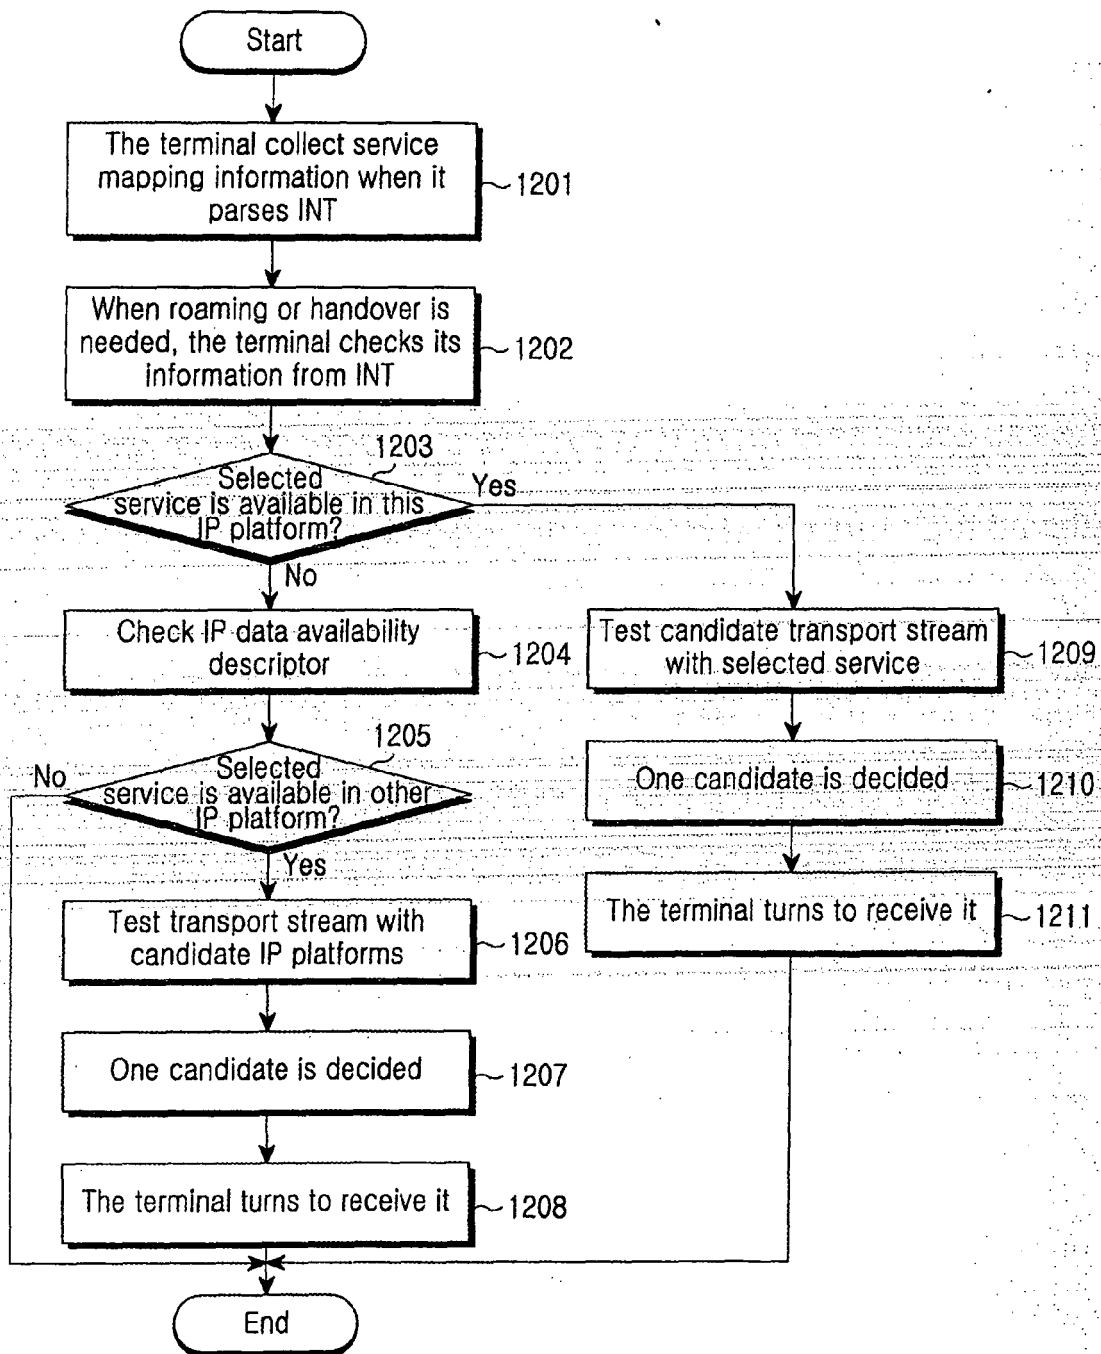 Start
The terminal collect service
mapping information when it
parses INT
1201
When roaming or handover is
needed, the terminal checks its
information from INT
1202
1203
Selected
service is available in this
IP platform?
Yes
No
Check IP data availability
descriptor
1204
Test candidate transport stream
with selected service
1209
1205
Selected
service is available in other
IP platform?
No
Yes
One candidate is decided
1210
Test transport stream with
candidate IP platforms
1206
The terminal turns to receive it
1211
One candidate is decided
1207
The terminal turns to receive it
1208
End